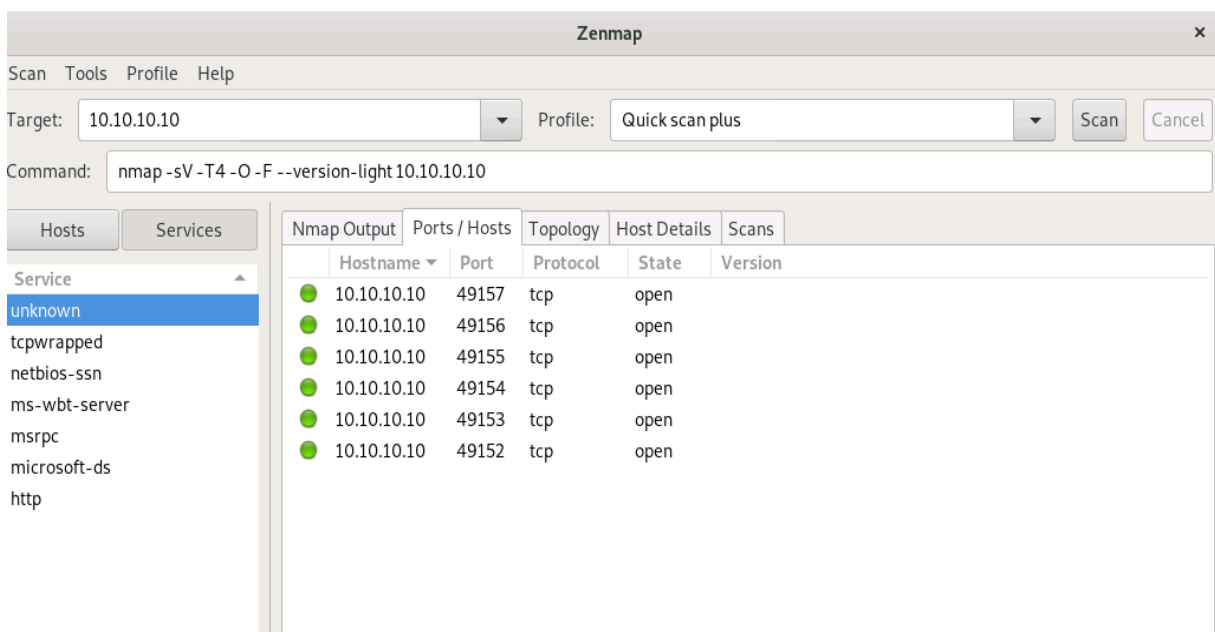 Zenmap ×
Scan Tools Profile Help
Target: 10.10.10.10 Profile: Quick scan plus Scan Cancel
Command: nmap -sV -T4 -O -F --version-light 10.10.10.10
Hosts Services
Service
unknown
tcpwrapped
netbios-ssn
ms-wbt-server
msrpc
microsoft-ds
http
Nmap Output Ports / Hosts Topology Host Details Scans
Hostname Port Protocol State Version
10.10.10.10 49157 tcp open
10.10.10.10 49156 tcp open
10.10.10.10 49155 tcp open
10.10.10.10 49154 tcp open
10.10.10.10 49153 tcp open
10.10.10.10 49152 tcp open